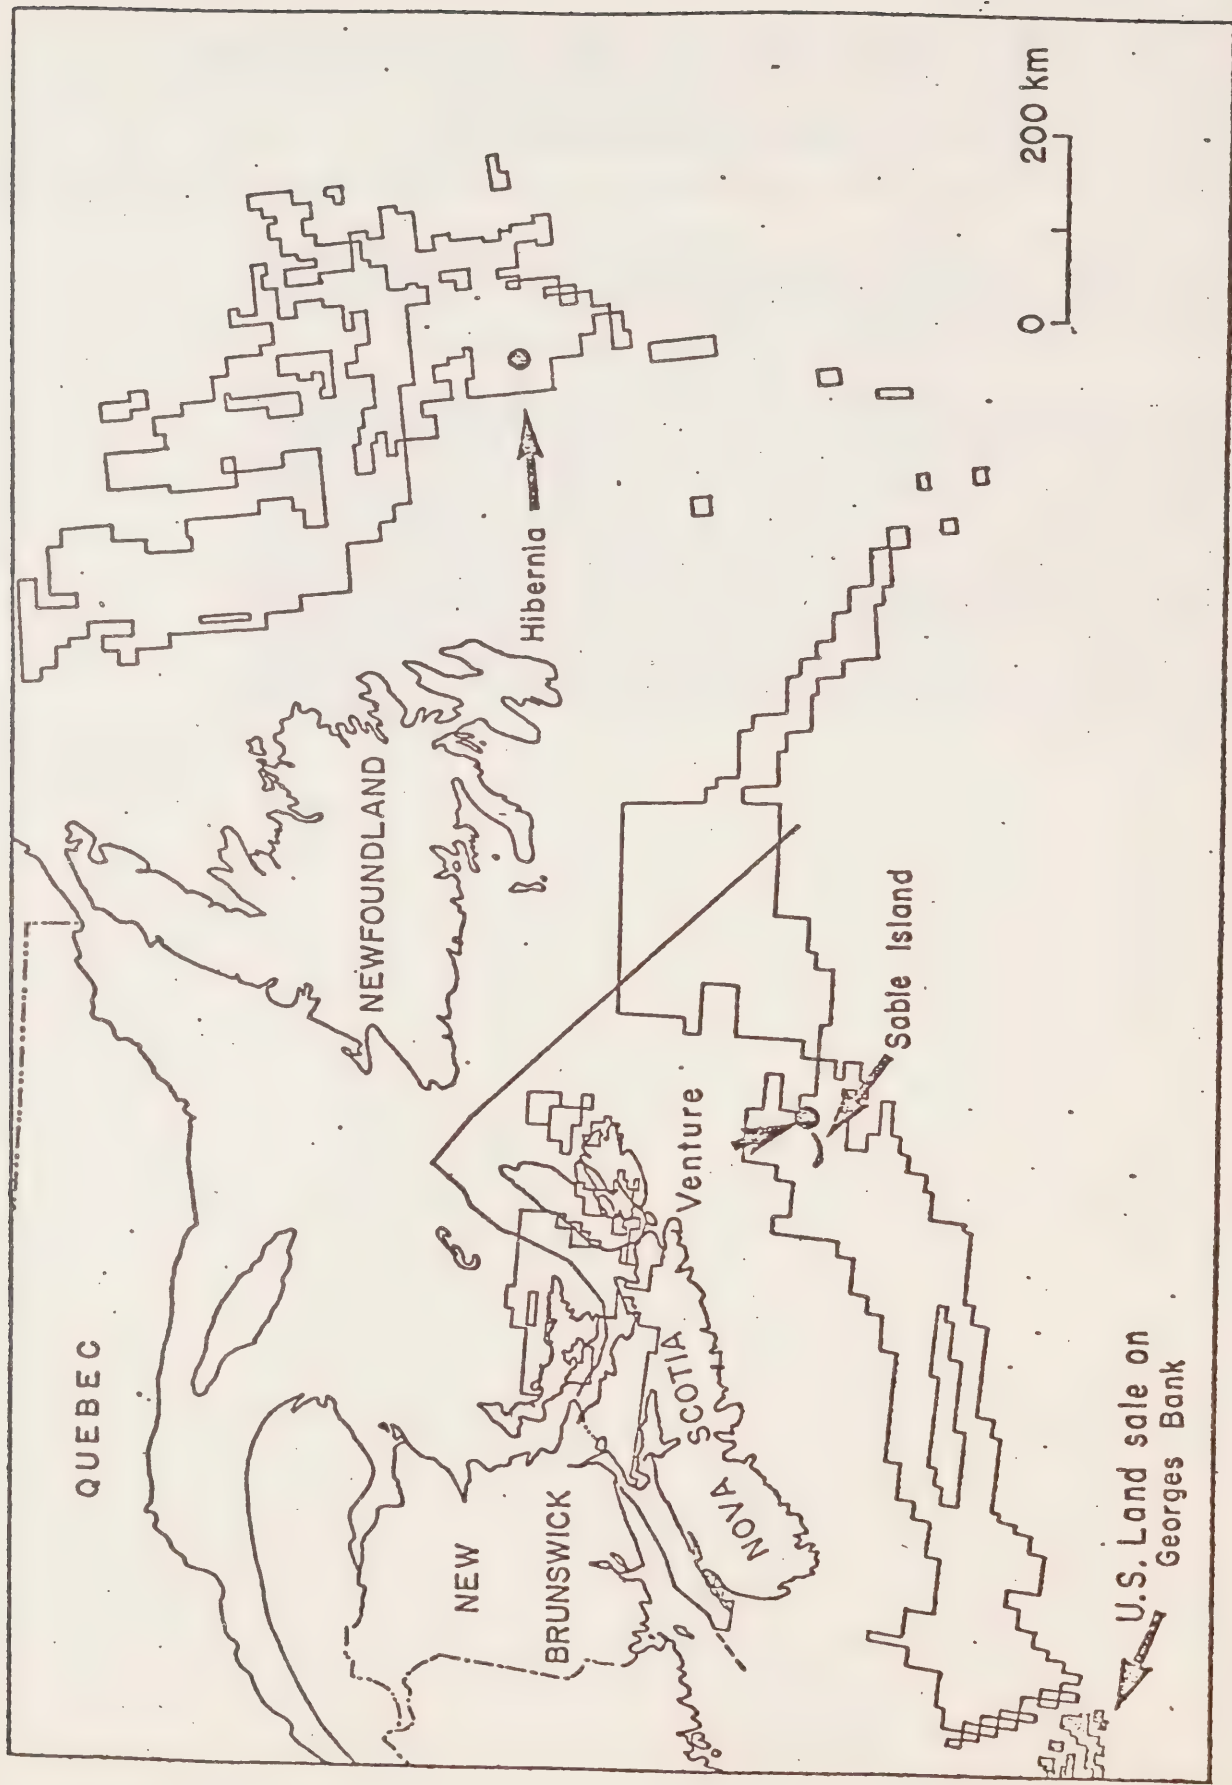 QUEBEC
NEWFOUNDLAND
Hibernia
NEW
BRUNSWICK
NOVA
SCOTIA
Venture
Sable Island
U.S. Land sale on
Georges Bank
0
200 km